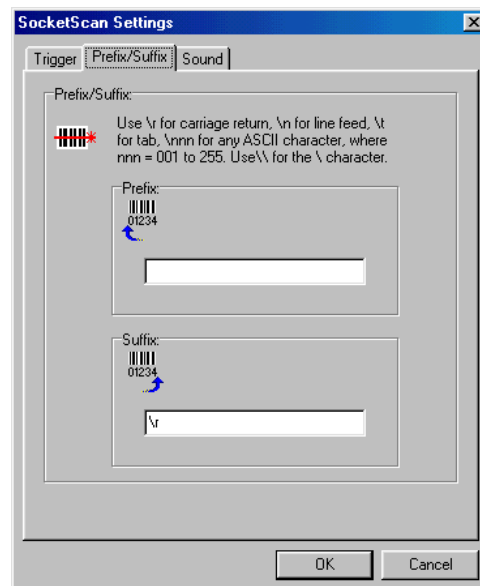 SocketScan Settings
Trigger Prefix/Suffix Sound
Prefix/Suffix:
Use \r for carriage return, \n for line feed, \t
for tab, \nnn for any ASCII character, where
nnn = 001 to 255. Use\\ for the \ character.
Prefix:
01234
Suffix:
01234
\r
OK Cancel